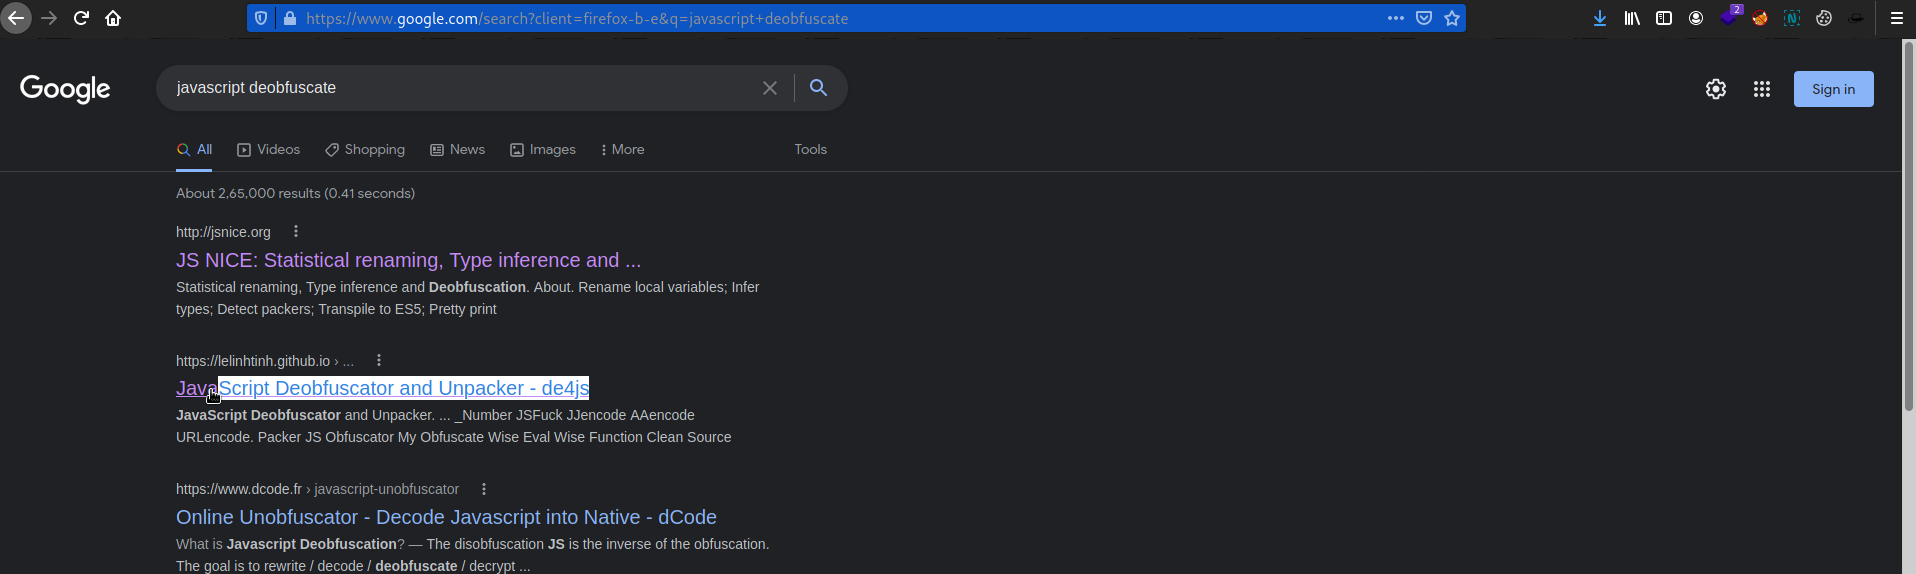 https://www.google.com/search?client=firefox-b-e&q=javascript+deobfuscate
2
Google
javascript deobfuscate
Sign in
All Videos Shopping News Images More Tools
About 2,65,000 results (0.41 seconds)
http://jsnice.org
JS NICE: Statistical renaming, Type inference and ...
Statistical renaming, Type inference and Deobfuscation. About. Rename local variables; Infer
types; Detect packers; Transpile to ES5; Pretty print
https://lelinhtinh.github.io › ...
JavaScript Deobfuscator and Unpacker - de4js
JavaScript Deobfuscator and Unpacker. ... _Number JSFuck JJencode AAencode
URLencode. Packer JS Obfuscator My Obfuscate Wise Eval Wise Function Clean Source
https://www.dcode.fr › javascript-unobfuscator
Online Unobfuscator - Decode Javascript into Native - dCode
What is Javascript Deobfuscation? — The disobfuscation JS is the inverse of the obfuscation.
The goal is to rewrite / decode / deobfuscate / decrypt ...